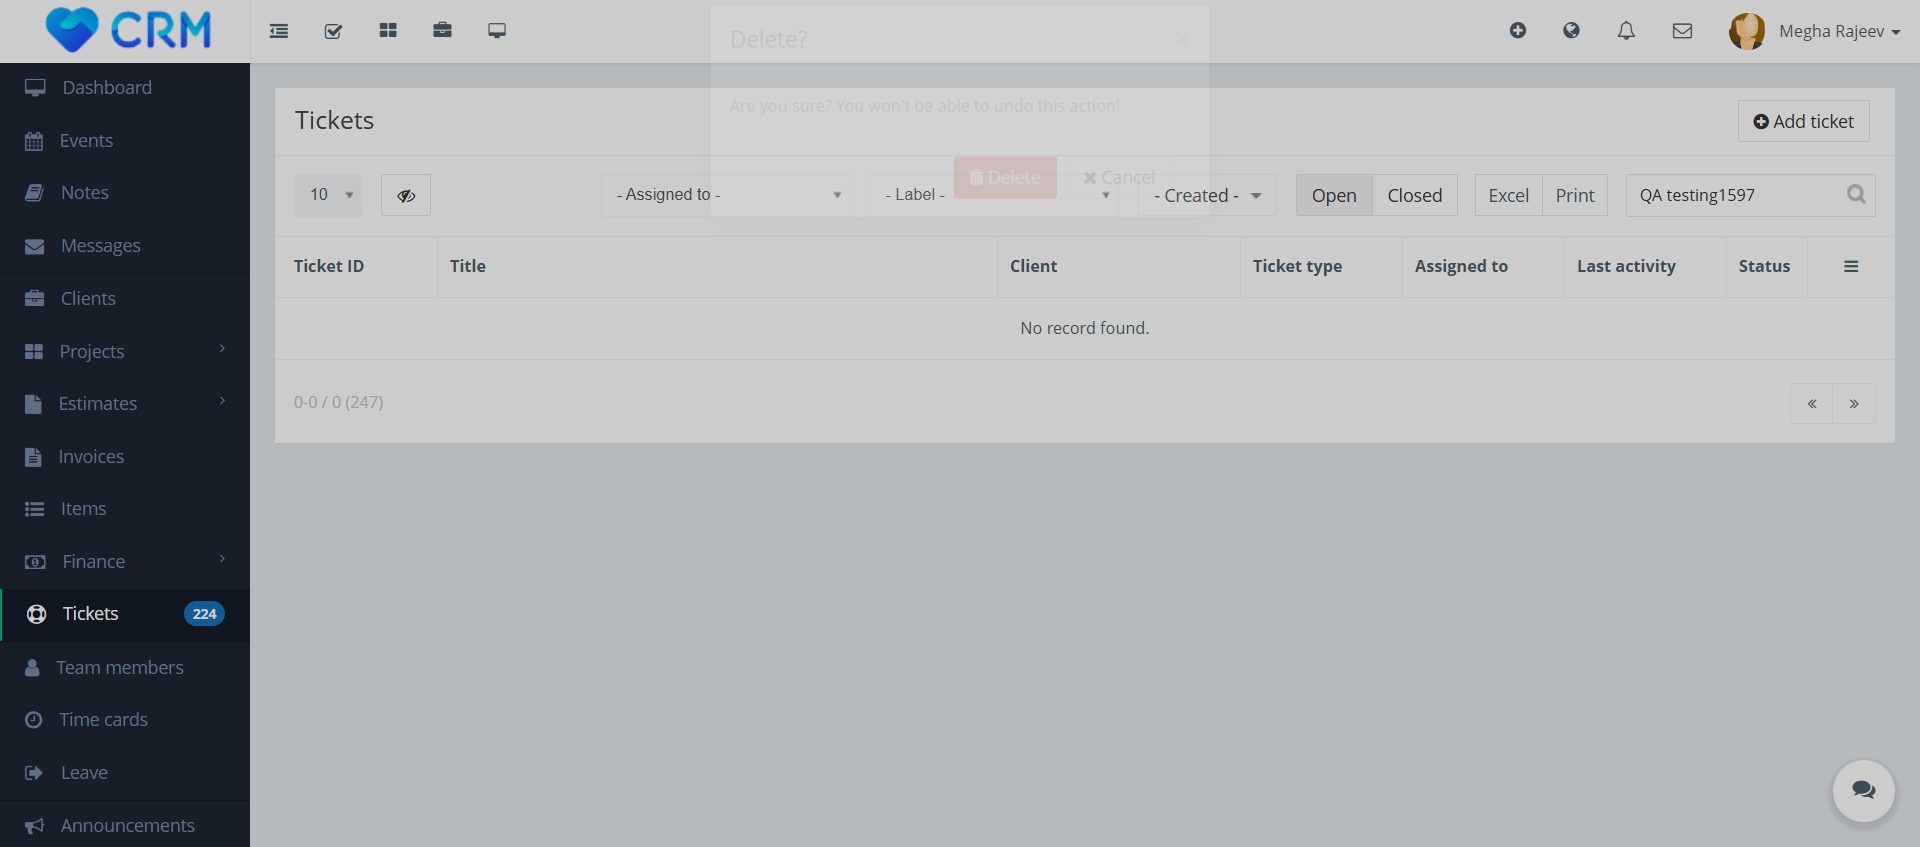 CRM
Megha Rajeev
Delete?
Are you sure? You won't be able to undo this action!
Delete
Cancel
Dashboard
Events
Notes
Messages
Clients
Projects
Estimates
Invoices
Items
Finance
Tickets 224
Team members
Time cards
Leave
Announcements
Tickets
Add ticket
10
- Assigned to -
- Label -
- Created -
Open Closed
Excel Print
QA testing1597
Ticket ID Title Client Ticket type Assigned to Last activity Status
No record found.
0-0 / 0 (247)
« »